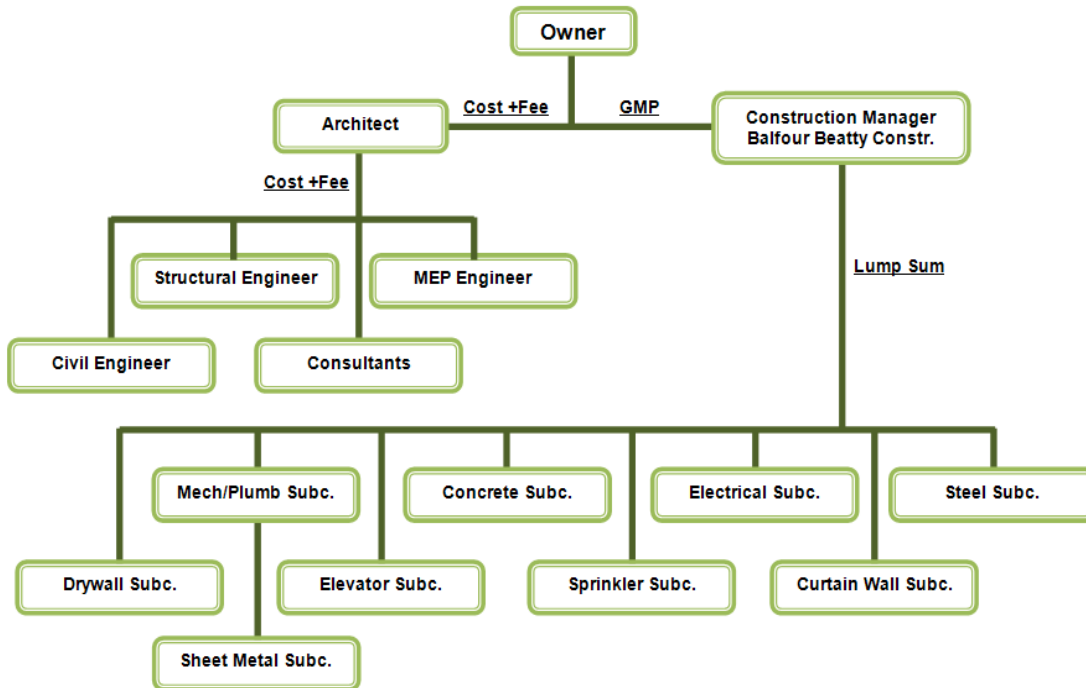 Owner
Cost +Fee
GMP
Architect
Construction Manager
Balfour Beatty Constr.
Cost +Fee
Structural Engineer
MEP Engineer
Lump Sum
Civil Engineer
Consultants
Mech/Plumb Subc.
Concrete Subc.
Electrical Subc.
Steel Subc.
Drywall Subc.
Elevator Subc.
Sprinkler Subc.
Curtain Wall Subc.
Sheet Metal Subc.